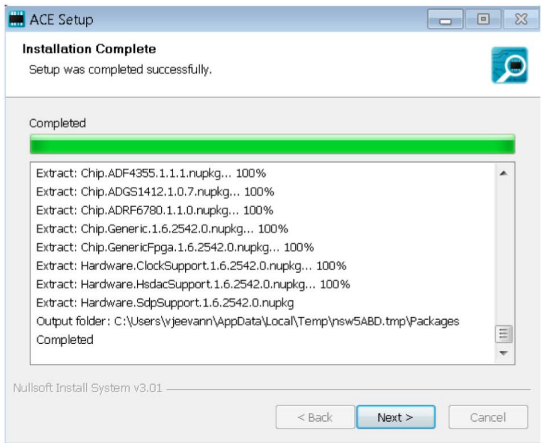 ACE Setup
Installation Complete
Setup was completed successfully.
Completed
Extract: Chip.ADF4355.1.1.1.nupkg... 100%
Extract: Chip.ADGS1412.1.0.7.nupkg... 100%
Extract: Chip.ADRF6780.1.1.0.nupkg... 100%
Extract: Chip.Generic.1.6.2542.0.nupkg... 100%
Extract: Chip.GenericFpga.1.6.2542.0.nupkg... 100%
Extract: Hardware.ClockSupport.1.6.2542.0.nupkg... 100%
Extract: Hardware.HsdacSupport.1.6.2542.0.nupkg... 100%
Extract: Hardware.SdpSupport.1.6.2542.0.nupkg
Output folder: C:\Users\vjeevann\AppData\Local\Temp\nsw5ABD.tmp\Packages
Completed
Nullsoft Install System v3.01
< Back Next > Cancel